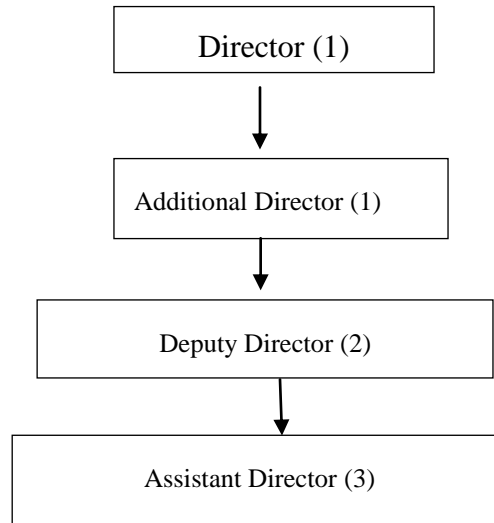 Director (1)
Additional Director (1)
Deputy Director (2)
Assistant Director (3)